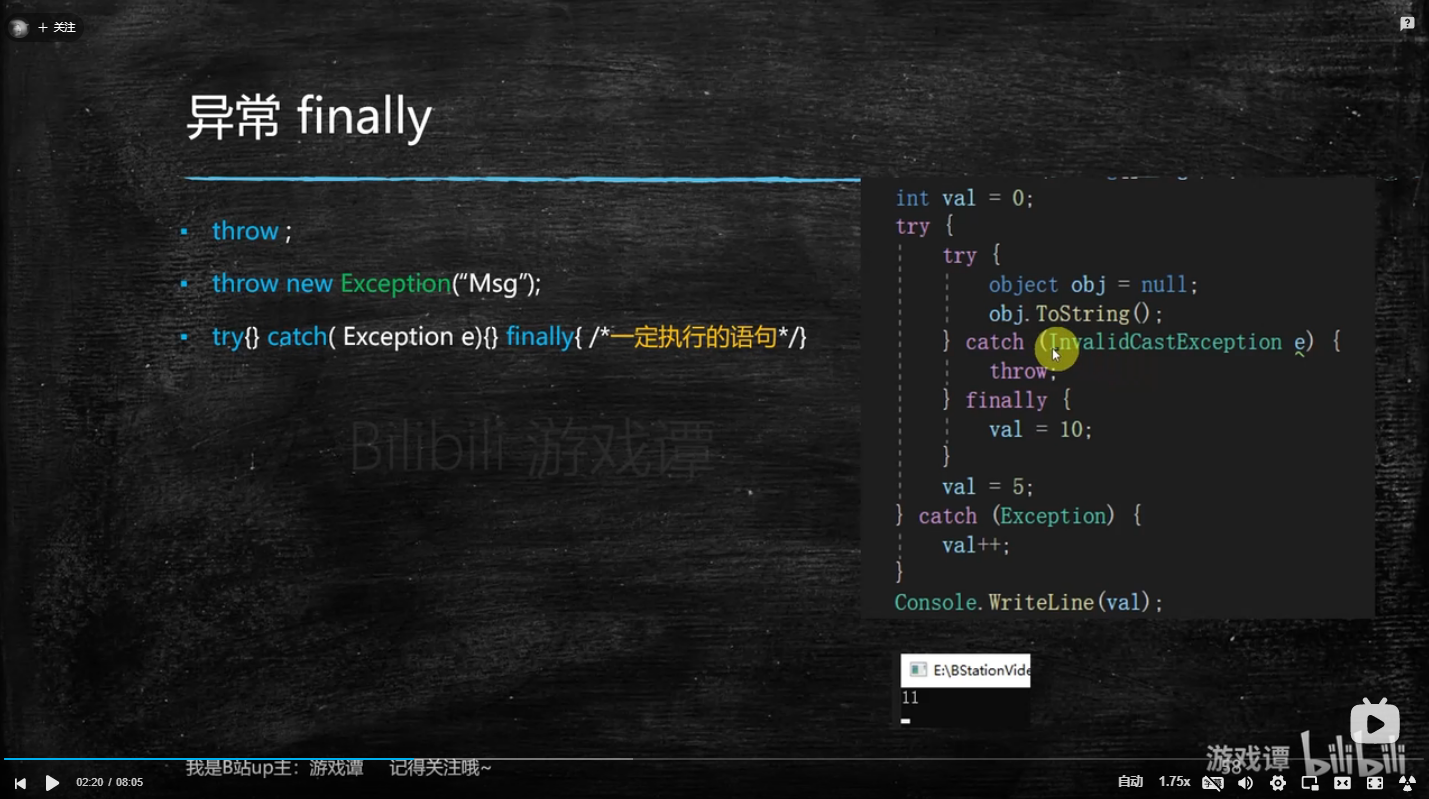 + 关注
异常 finally
throw ;
throw new Exception(“Msg”);
try{} catch( Exception e){} finally{ /*一定执行的语句*/}
Bilibili 游戏谭
int val = 0;
try {
try {
object obj = null;
obj.ToString();
} catch (InvalidCastException e) {
throw;
} finally {
val = 10;
}
val = 5;
} catch (Exception) {
val++;
}
Console.WriteLine(val);
E:\BStationVide
11
我是B站up主：游戏谭 记得关注哦~
游戏谭 bilibili
38
02:20 / 08:05
自动 1.75x